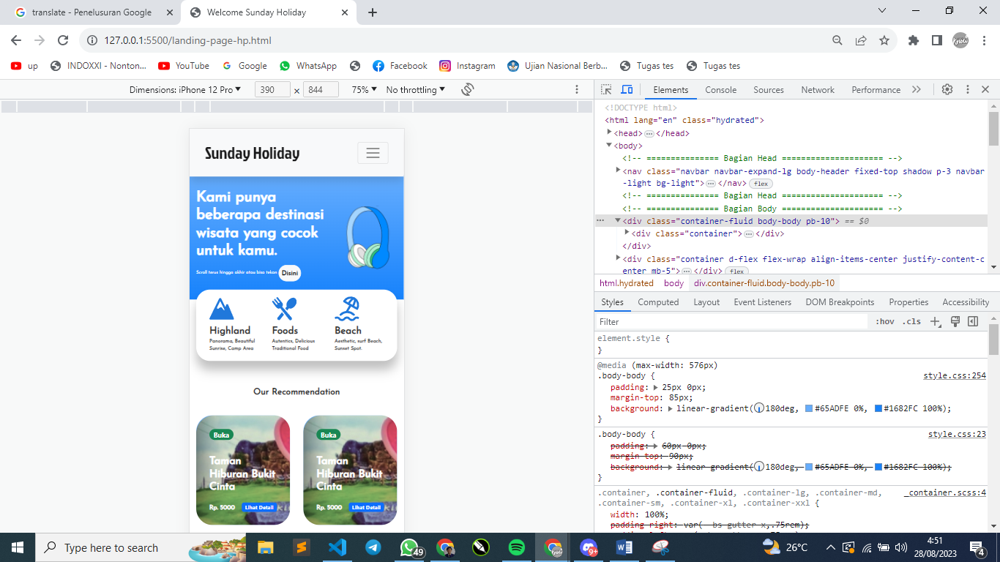 translate - Penelusuran Google
Welcome Sunday Holiday
127.0.0.1:5500/landing-page-hp.html
up
INDOXXI - Nonton...
YouTube
Google
WhatsApp
Facebook
Instagram
Ujian Nasional Berb...
Tugas tes
Tugas tes
Dimensions: iPhone 12 Pro
390 × 844
75%
No throttling
Sunday Holiday
Kami punya
beberapa destinasi
wisata yang cocok
untuk kamu.
Scroll terus hingga akhir atau bisa tekan Disini
Highland
Panorama, Beautiful
Sunrise, Camp Area
Foods
Autentics, Delicious
Traditional Food
Beach
Aesthetic, surf Beach,
Sunset Spot.
Our Recommendation
Buka
Taman
Hiburan Bukit
Cinta
Rp. 5000 Lihat Detail
Buka
Taman
Hiburan Bukit
Cinta
Rp. 5000 Lihat Detail
Elements Console Sources Network Performance
<!DOCTYPE html>
<html lang="en" class="hydrated">
<head> ... </head>
<body>
<!-- =============== Bagian Head ===================== -->
<nav class="navbar navbar-expand-lg body-header fixed-top shadow p-3 navbar
-light bg-light"> ... </nav> flex
<!-- =============== Bagian Head ===================== -->
<!-- =============== Bagian Body ===================== -->
<div class="container-fluid body-body pb-10"> == $0
<div class="container"> ... </div>
</div>
<div class="container d-flex flex-wrap align-items-center justify-content-c
enter mb-5"> ... </div> flex
html.hydrated body div.container-fluid.body-body.pb-10
Styles Computed Layout Event Listeners DOM Breakpoints Properties Accessibility
Filter
:hov .cls
element.style {
}
@media (max-width: 576px)
.body-body { style.css:254
padding: 25px 0px;
margin-top: 85px;
background: linear-gradient(180deg, #65ADFE 0%, #1682FC 100%);
}
.body-body { style.css:23
padding: 60px 0px;
margin-top: 90px;
background: linear-gradient(180deg, #65ADFE 0%, #1682FC 100%);
}
.container, .container-fluid, .container-lg, .container-md, _container.scss:4
.container-sm, .container-xl, .container-xxl {
width: 100%;
padding-right: var(--bs-gutter-x,.75rem);
Type here to search
49
9+
26°C
4:51
28/08/2023
4